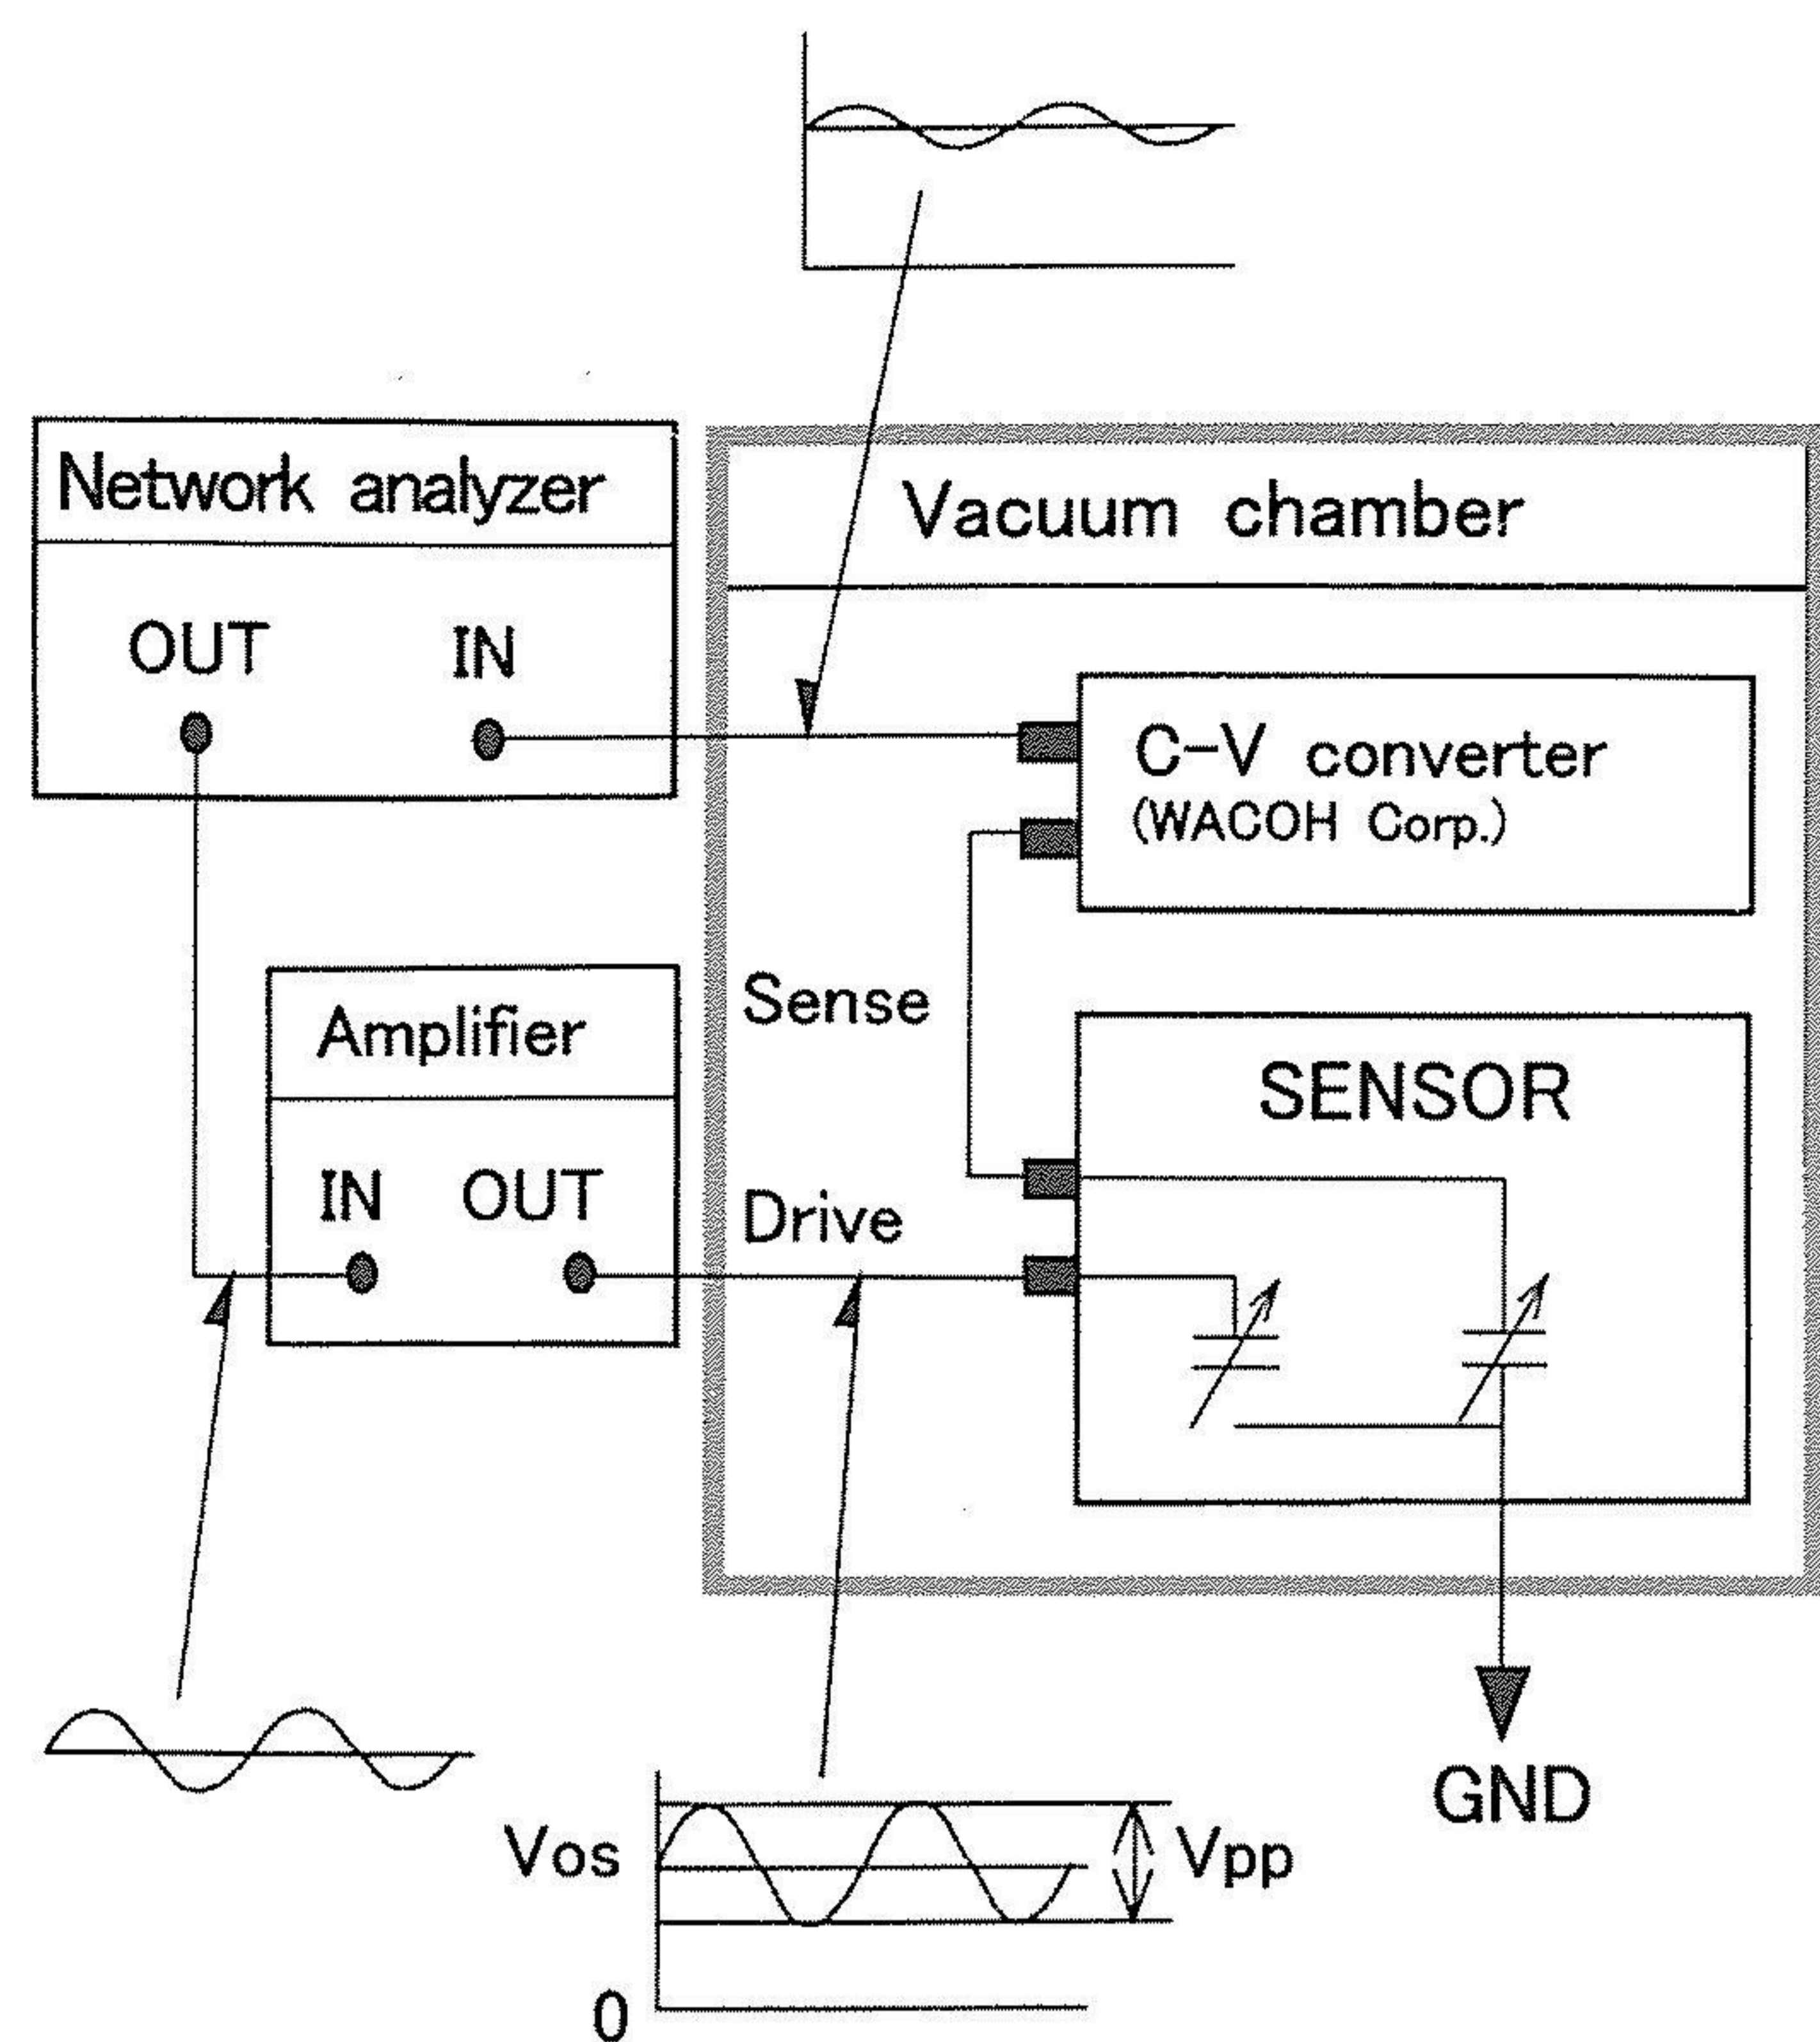 Network analyzer
OUT IN
Vacuum chamber
C-V converter
(WACOH Corp.)
Sense
Amplifier
IN OUT
SENSOR
Drive
GND
Vos
Vpp
0